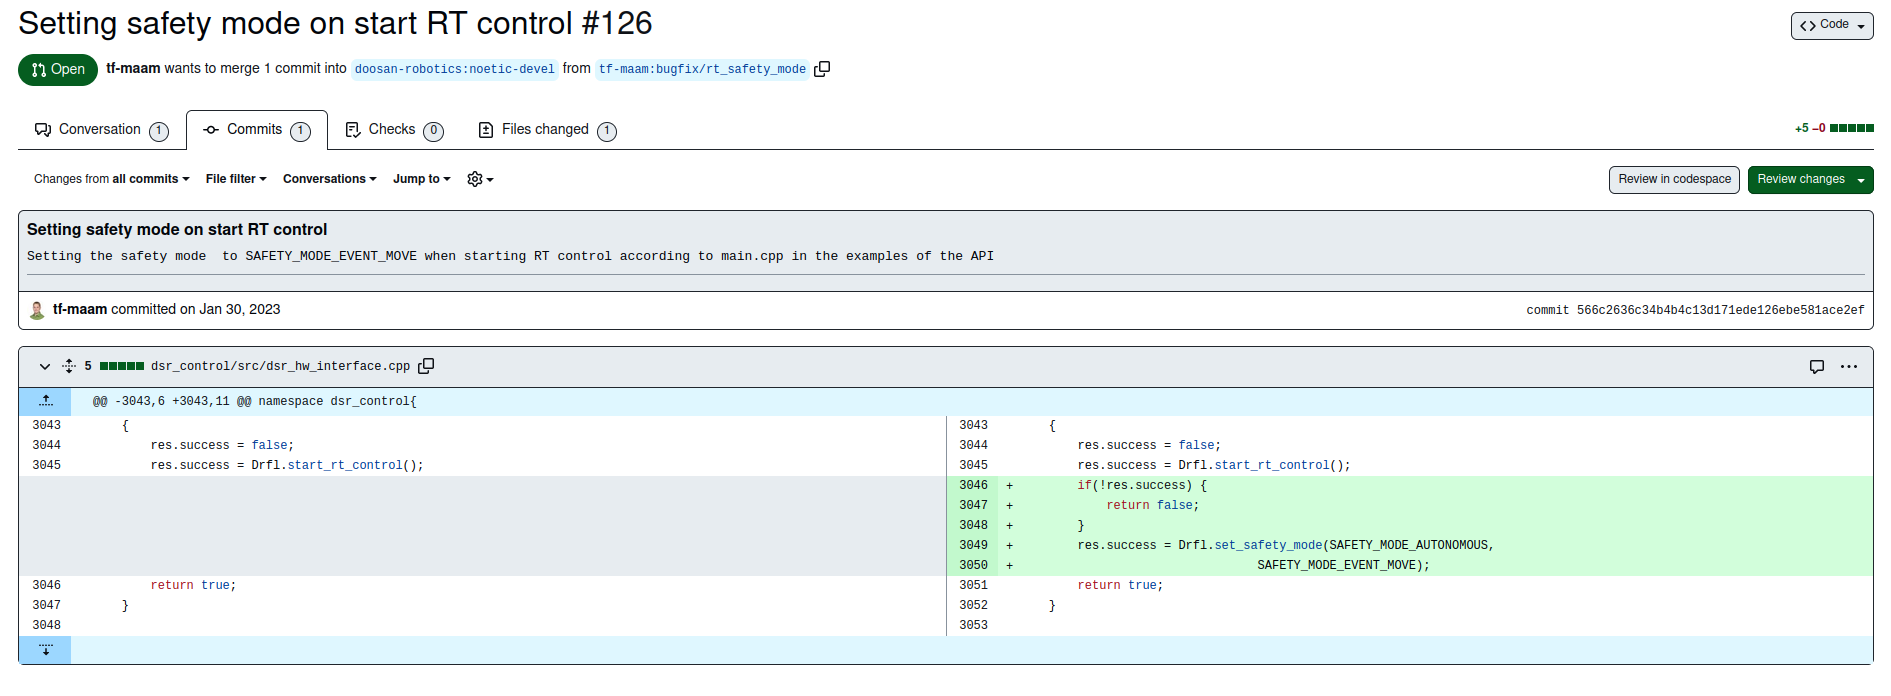 Setting safety mode on start RT control #126
Code
Open
tf-maam wants to merge 1 commit into doosan-robotics:noetic-devel from tf-maam:bugfix/rt_safety_mode
Conversation 1
Commits 1
Checks 0
Files changed 1
+5 −0
Changes from all commits
File filter
Conversations
Jump to
Review in codespace
Review changes
Setting safety mode on start RT control
Setting the safety mode  to SAFETY_MODE_EVENT_MOVE when starting RT control according to main.cpp in the examples of the API
tf-maam committed on Jan 30, 2023
commit 566c2636c34b4b4c13d171ede126ebe581ace2ef
5 dsr_control/src/dsr_hw_interface.cpp
@@ -3043,6 +3043,11 @@ namespace dsr_control{
3043 {
3044 res.success = false;
3045 res.success = Drfl.start_rt_control();
3046 return true;
3047 }
3048
3043 {
3044 res.success = false;
3045 res.success = Drfl.start_rt_control();
3046 + if(!res.success) {
3047 + return false;
3048 + }
3049 + res.success = Drfl.set_safety_mode(SAFETY_MODE_AUTONOMOUS,
3050 + SAFETY_MODE_EVENT_MOVE);
3051 return true;
3052 }
3053